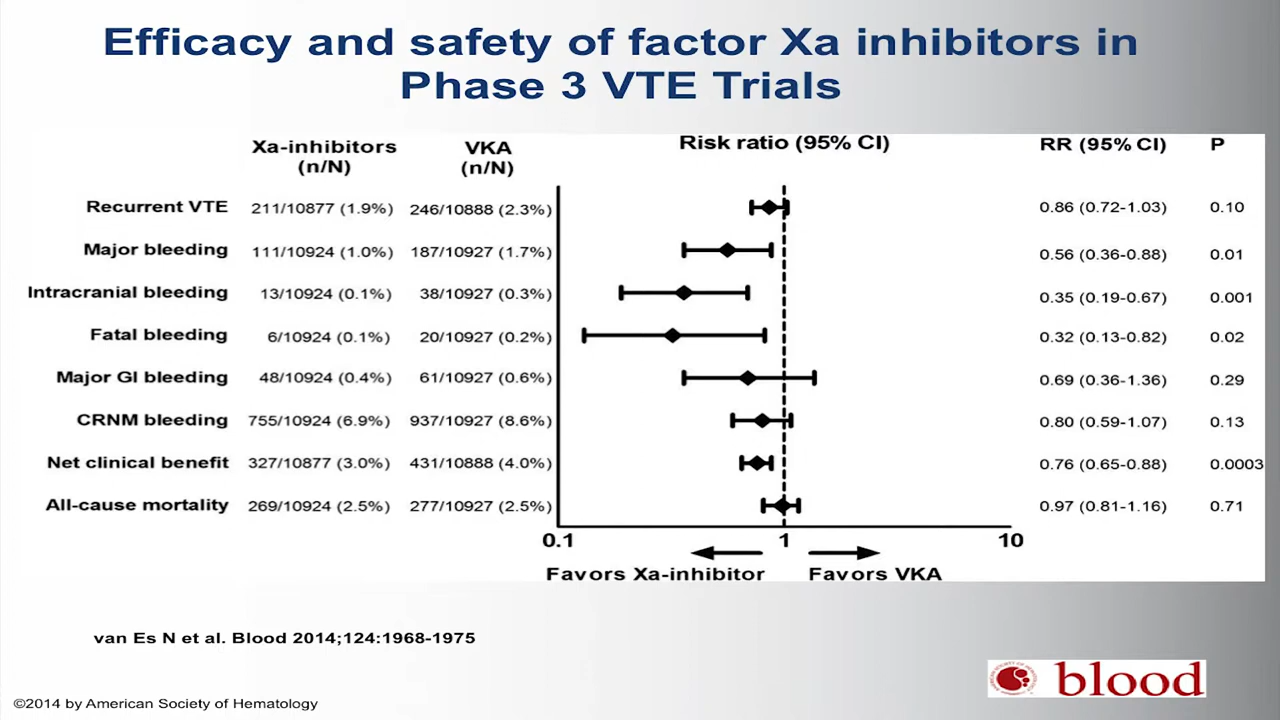 Efficacy and safety of factor Xa inhibitors in
Phase 3 VTE Trials
Xa-inhibitors (n/N) VKA (n/N) Risk ratio (95% CI) RR (95% CI) P
Recurrent VTE 211/10877 (1.9%) 246/10888 (2.3%) 0.86 (0.72-1.03) 0.10
Major bleeding 111/10924 (1.0%) 187/10927 (1.7%) 0.56 (0.36-0.88) 0.01
Intracranial bleeding 13/10924 (0.1%) 38/10927 (0.3%) 0.35 (0.19-0.67) 0.001
Fatal bleeding 6/10924 (0.1%) 20/10927 (0.2%) 0.32 (0.13-0.82) 0.02
Major GI bleeding 48/10924 (0.4%) 61/10927 (0.6%) 0.69 (0.36-1.36) 0.29
CRNM bleeding 755/10924 (6.9%) 937/10927 (8.6%) 0.80 (0.59-1.07) 0.13
Net clinical benefit 327/10877 (3.0%) 431/10888 (4.0%) 0.76 (0.65-0.88) 0.0003
All-cause mortality 269/10924 (2.5%) 277/10927 (2.5%) 0.97 (0.81-1.16) 0.71
0.1 1 10
Favors Xa-inhibitor Favors VKA
van Es N et al. Blood 2014;124:1968-1975
blood
©2014 by American Society of Hematology